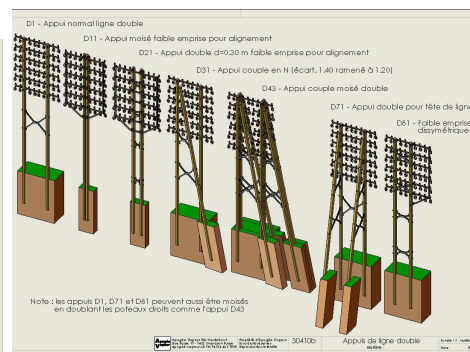 D1 - Appui normal ligne double
D11 - Appui moisé faible emprise pour alignement
D21 - Appui double d=0.30 m faible emprise pour alignement
D31 - Appui couple en N (écart, 1.40 ramené à 1.20)
D43 - Appui couple moisé double
D71 - Appui double pour tête de ligne
D81 - Faible emprise
dissymétrique
Note : les appuis D1, D71 et D81 peuvent aussi être moisés
en doublant les poteaux droits comme l'appui D43
30410b
Appuis de ligne double